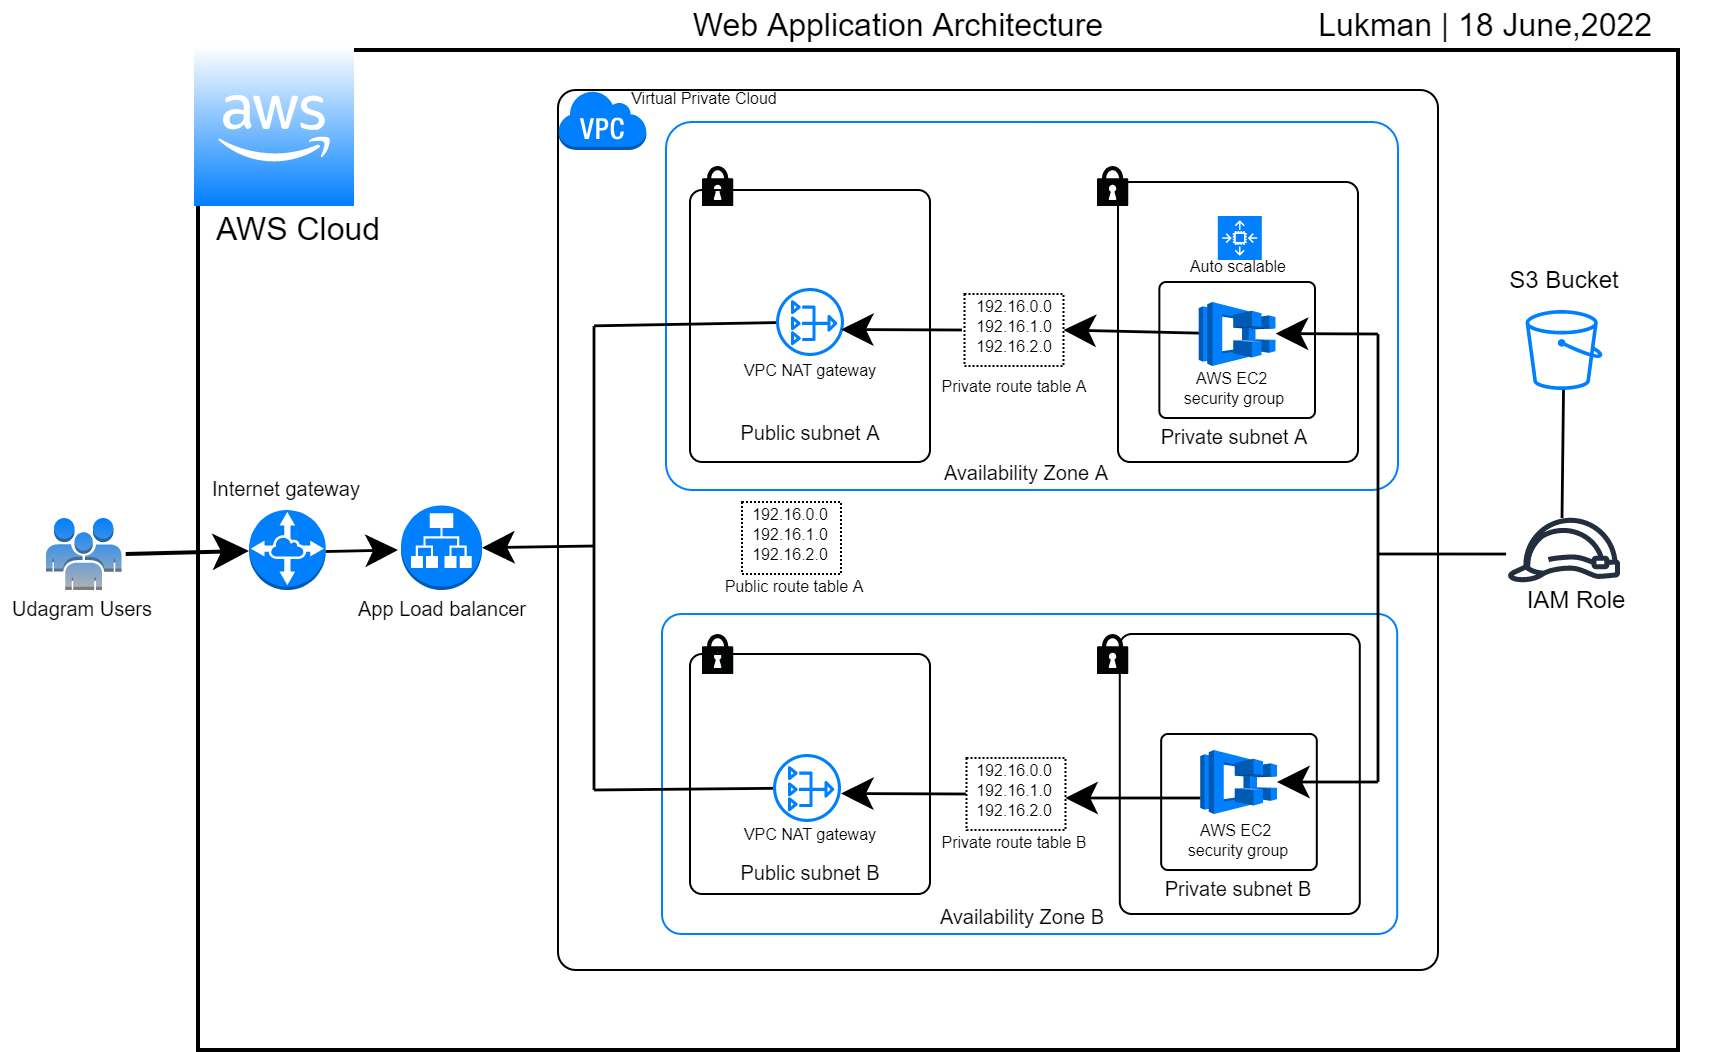 Web Application Architecture
Lukman | 18 June,2022
aws
AWS Cloud
Virtual Private Cloud
VPC
Auto scalable
192.16.0.0
192.16.1.0
192.16.2.0
Private route table A
VPC NAT gateway
AWS EC2
security group
Public subnet A
Private subnet A
Availability Zone A
S3 Bucket
Internet gateway
Udagram Users
App Load balancer
192.16.0.0
192.16.1.0
192.16.2.0
Public route table A
IAM Role
192.16.0.0
192.16.1.0
192.16.2.0
Private route table B
VPC NAT gateway
AWS EC2
security group
Public subnet B
Private subnet B
Availability Zone B